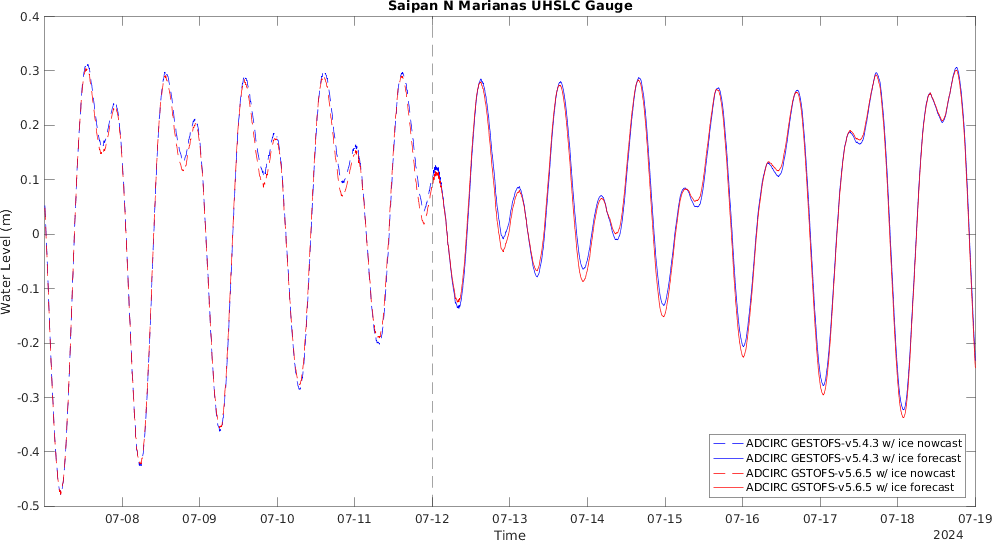 Saipan N Marianas UHSLC Gauge
0.4
0.3
0.2
0.1
0
-0.1
-0.2
-0.3
-0.4
-0.5
Water Level (m)
ADCIRC GESTOFS-v5.4.3 w/ ice nowcast
ADCIRC GESTOFS-v5.4.3 w/ ice forecast
ADCIRC GSTOFS-v5.6.5 w/ ice nowcast
ADCIRC GSTOFS-v5.6.5 w/ ice forecast
07-08 07-09 07-10 07-11 07-12 07-13 07-14 07-15 07-16 07-17 07-18 07-19
Time
2024